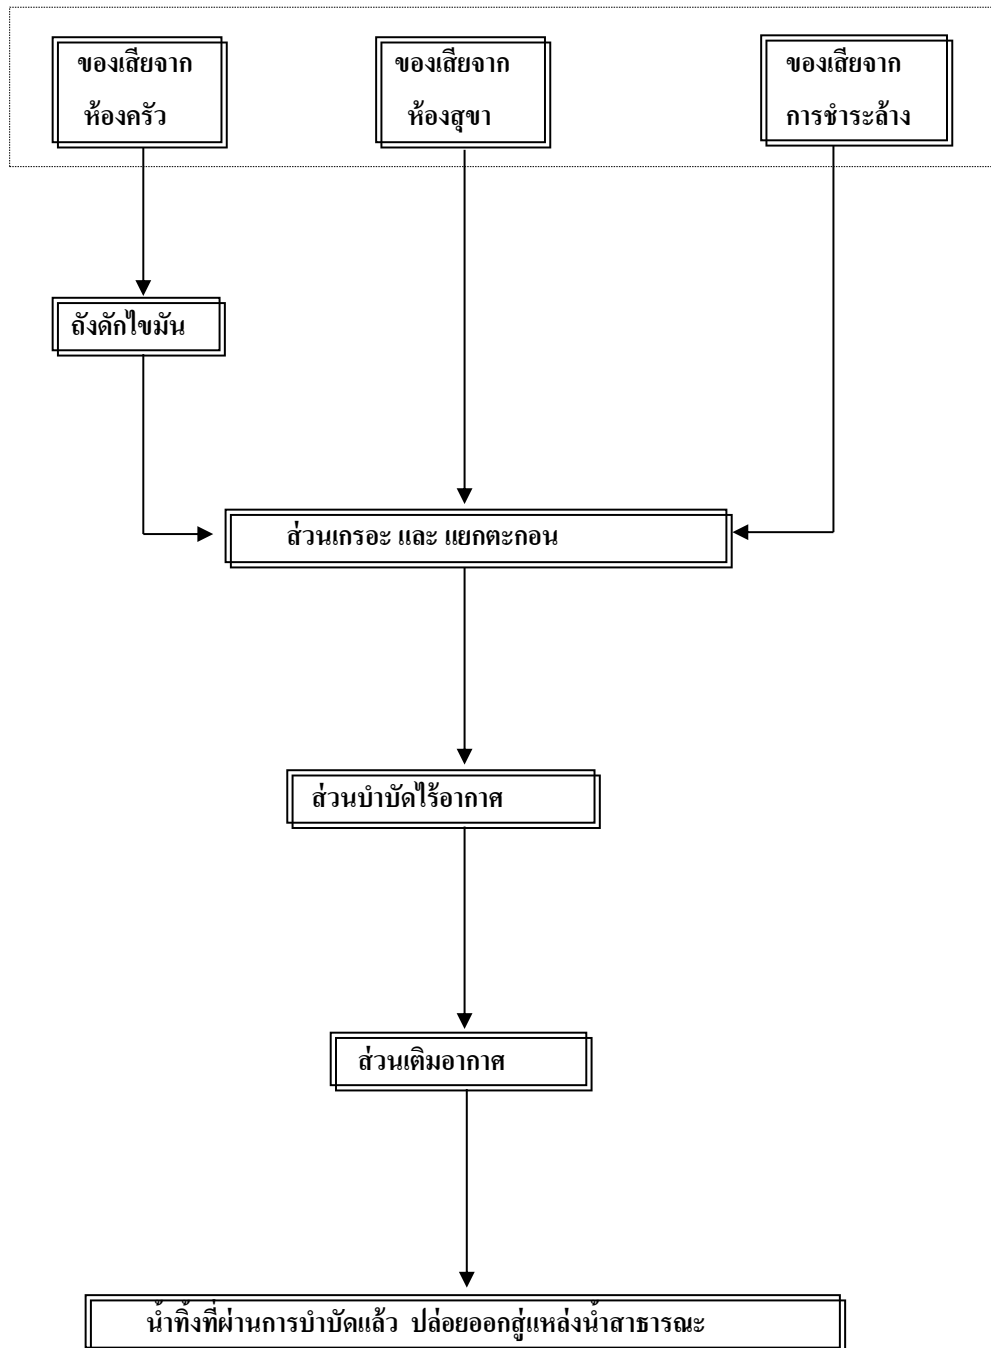 ของเสียจาก
ห้องครัว
ของเสียจาก
ห้องสุขา
ของเสียจาก
การชำระล้าง
ถังดักไขมัน
ส่วนเกรอะ และ แยกตะกอน
ส่วนบำบัดไร้อากาศ
ส่วนเติมอากาศ
น้ำทิ้งที่ผ่านการบำบัดแล้ว ปล่อยออกสู่แหล่งน้ำสาธารณะ